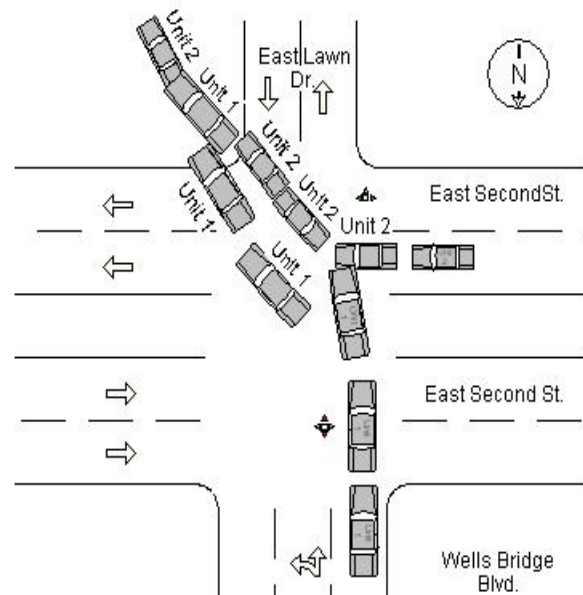 Unit 2
East Lawn
Dr.
N
Unit 1
Unit 2
Unit 1
Unit 2
East SecondSt.
Unit 2
Unit 1
East Second St.
Wells Bridge
Blvd.